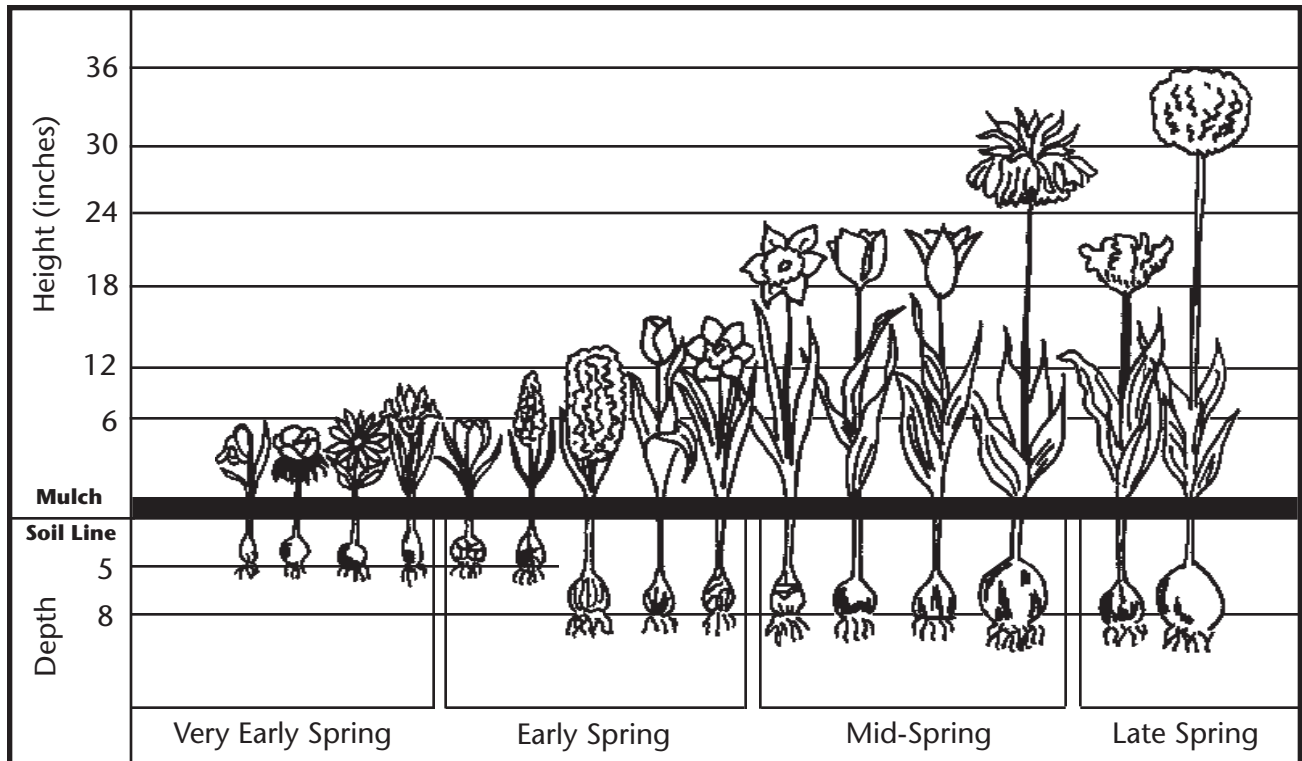 36
30
24
18
12
6
Height (inches)
Mulch
Soil Line
5
8
Depth
Very Early Spring
Early Spring
Mid-Spring
Late Spring